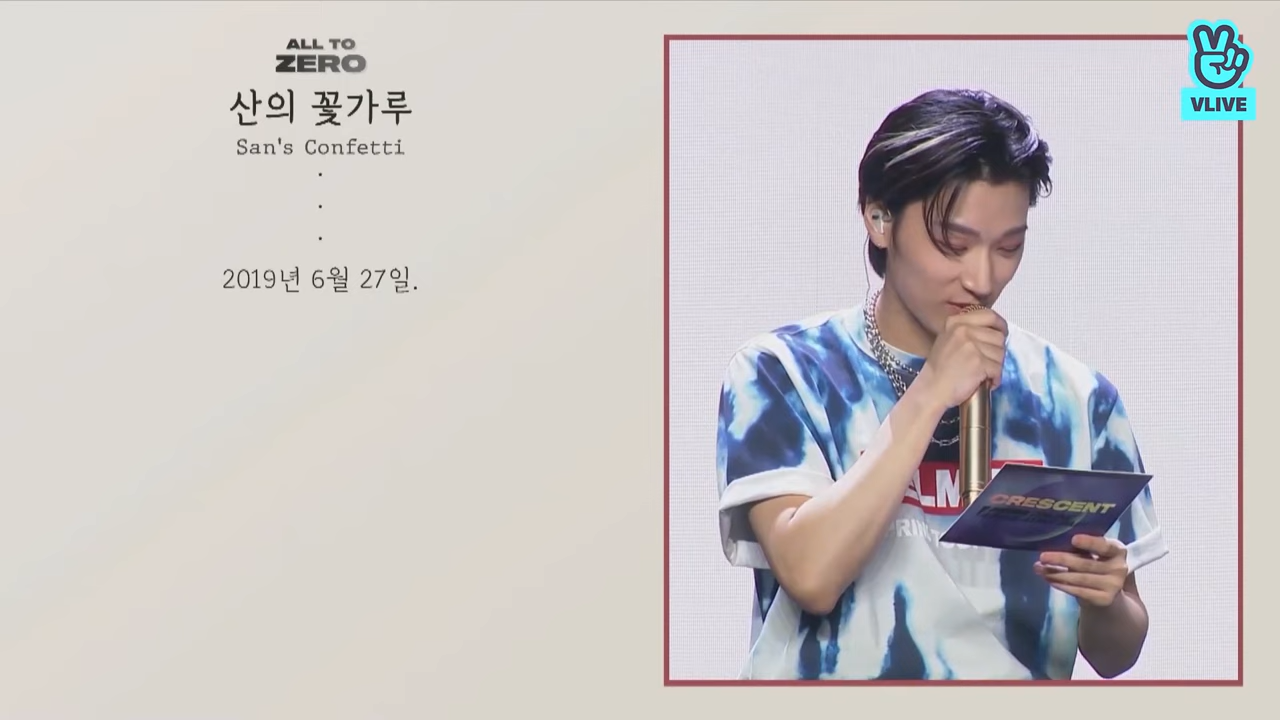 ALL TO
ZERO
산의 꽃가루
San's Confetti
2019년 6월 27일.
VLIVE
CRESCENT